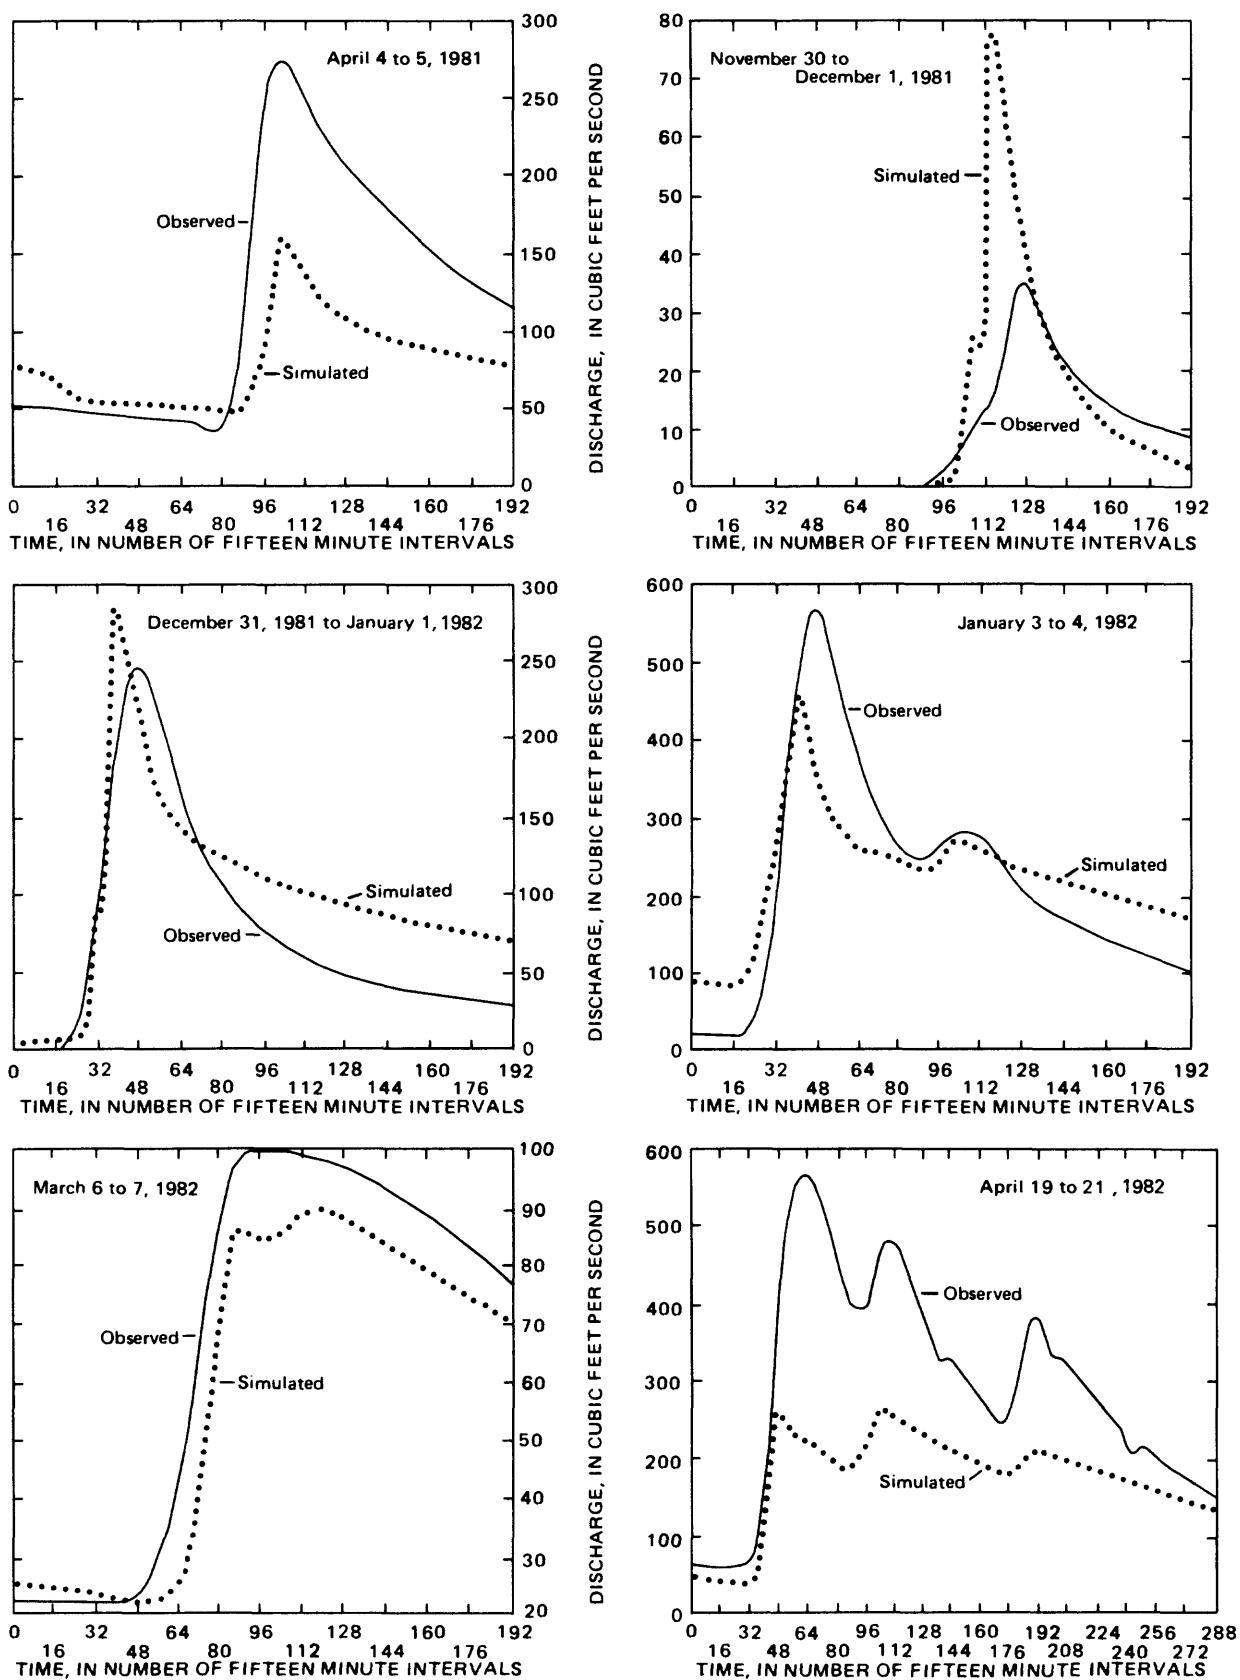 April 4 to 5, 1981
Observed
Simulated
300
250
200
150
100
50
0
0 32 64 96 128 160 192
16 48 80 112 144 176
TIME, IN NUMBER OF FIFTEEN MINUTE INTERVALS
DISCHARGE, IN CUBIC FEET PER SECOND
November 30 to
December 1, 1981
Simulated
Observed
80
70
60
50
40
30
20
10
0
0 32 64 96 128 160 192
16 48 80 112 144 176
TIME, IN NUMBER OF FIFTEEN MINUTE INTERVALS
December 31, 1981 to January 1, 1982
Simulated
Observed
300
250
200
150
100
50
0
0 32 64 96 128 160 192
16 48 80 112 144 176
TIME, IN NUMBER OF FIFTEEN MINUTE INTERVALS
DISCHARGE, IN CUBIC FEET PER SECOND
January 3 to 4, 1982
Observed
Simulated
600
500
400
300
200
100
0
0 32 64 96 128 160 192
16 48 80 112 144 176
TIME, IN NUMBER OF FIFTEEN MINUTE INTERVALS
March 6 to 7, 1982
Observed
Simulated
100
90
80
70
60
50
40
30
20
0 32 64 96 128 160 192
16 48 80 112 144 176
TIME, IN NUMBER OF FIFTEEN MINUTE INTERVALS
DISCHARGE, IN CUBIC FEET PER SECOND
April 19 to 21, 1982
Observed
Simulated
600
500
400
300
200
100
0
0 32 64 96 128 160 192 224 256 288
16 48 80 112 144 176 208 240 272
TIME, IN NUMBER OF FIFTEEN MINUTE INTERVALS